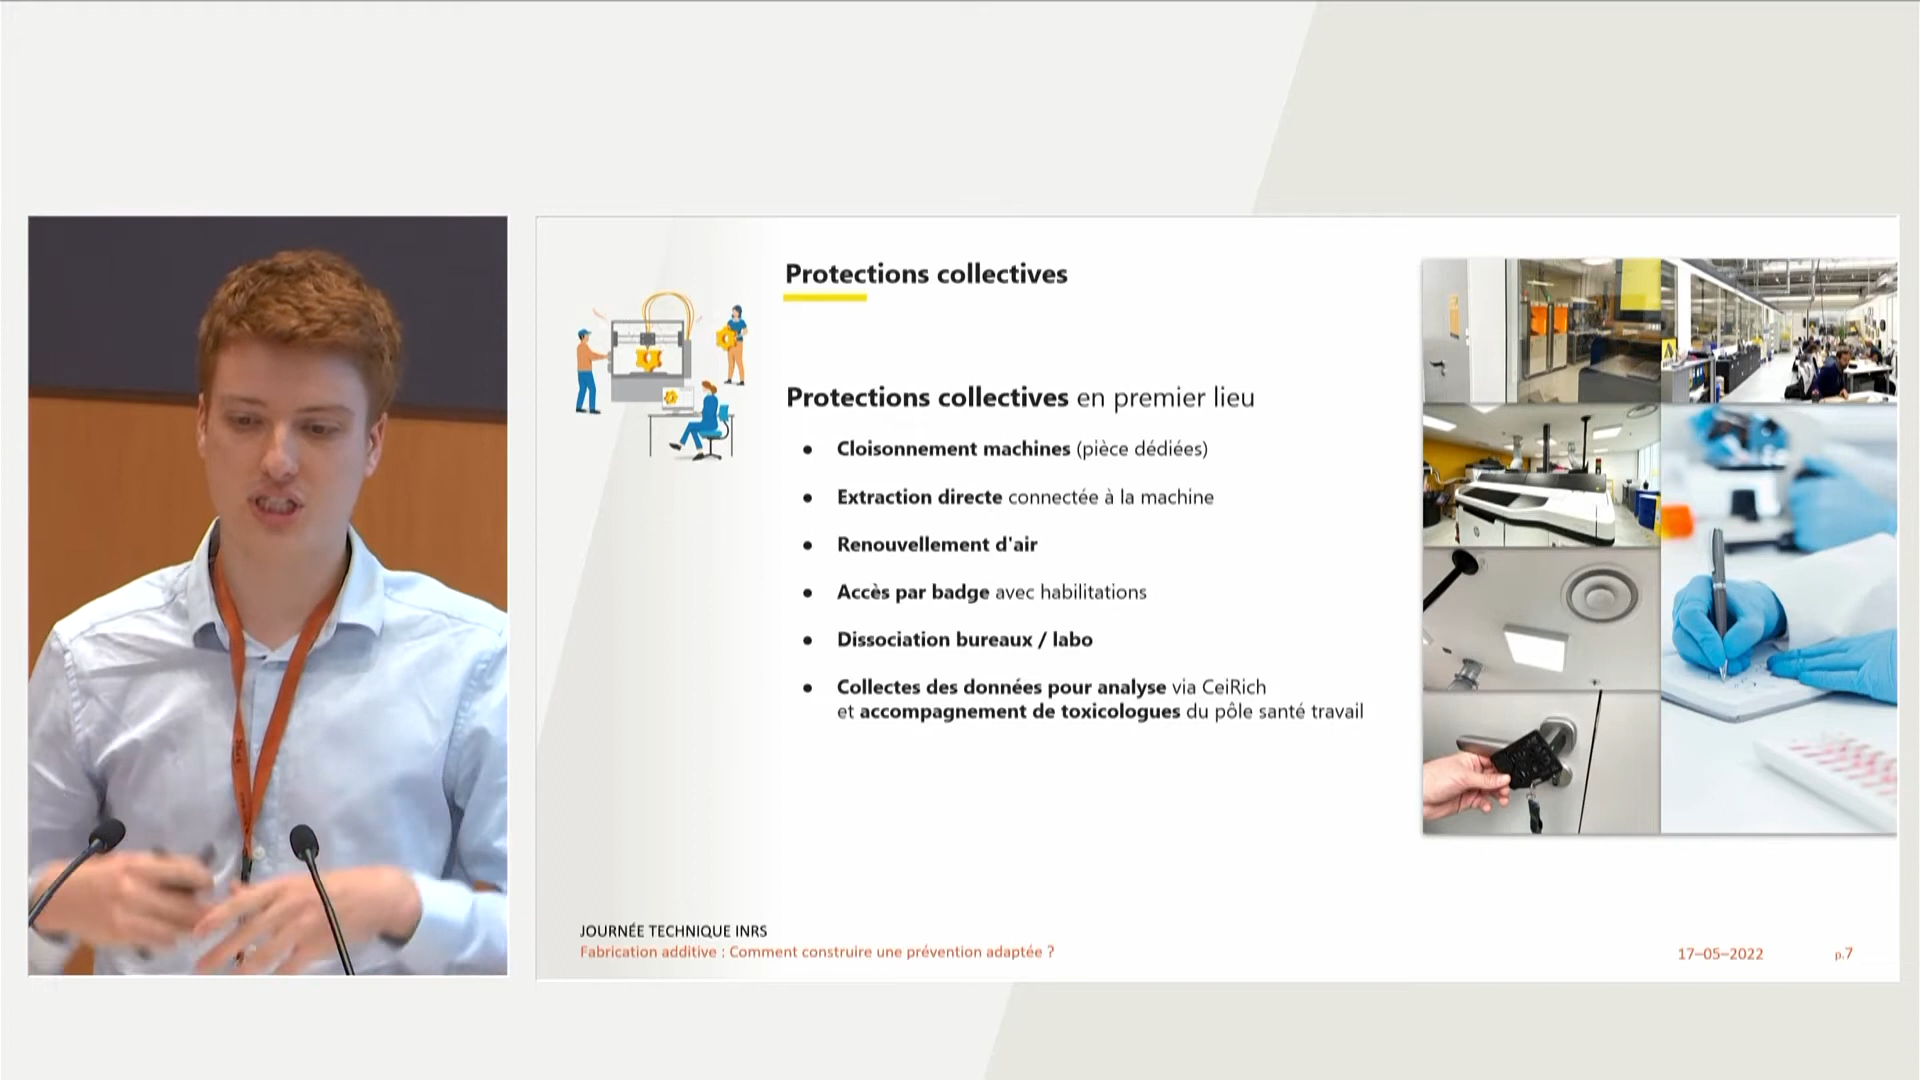 Protections collectives
Protections collectives en premier lieu
● Cloisonnement machines (pièce dédiées)
● Extraction directe connectée à la machine
● Renouvellement d'air
● Accès par badge avec habilitations
● Dissociation bureaux / labo
● Collectes des données pour analyse via CeiRich
et accompagnement de toxicologues du pôle santé travail
JOURNÉE TECHNIQUE INRS
Fabrication additive : Comment construire une prévention adaptée ?
17–05–2022
p.7